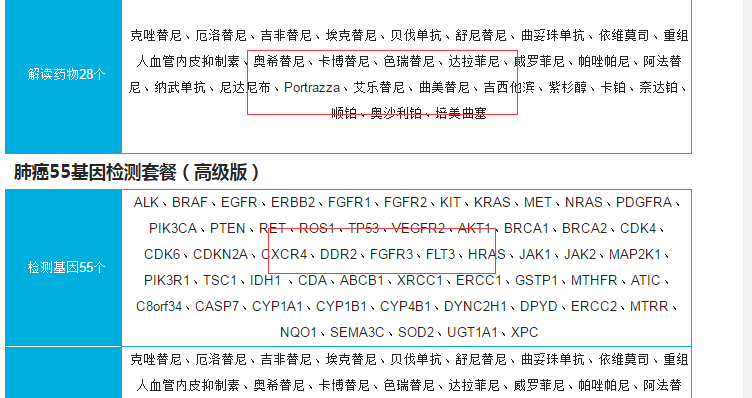 克唑替尼、厄洛替尼、吉非替尼、埃克替尼、贝伐单抗、舒尼替尼、曲妥珠单抗、依维莫司、重组
人血管内皮抑制素、奥希替尼、卡博替尼、色瑞替尼、达拉菲尼、威罗菲尼、帕唑帕尼、阿法替
解读药物28个
尼、纳武单抗、尼达尼布、Portrazza、艾乐替尼、曲美替尼、吉西他滨、紫杉醇、卡铂、奈达铂、
顺铂、奥沙利铂、培美曲塞
肺癌55基因检测套餐（高级版）
ALK、BRAF、EGFR、ERBB2、FGFR1、FGFR2、KIT、KRAS、MET、NRAS、PDGFRA、
PIK3CA、PTEN、RET、ROS1、TP53、VEGFR2、AKT1、BRCA1、BRCA2、CDK4、
CDK6、CDKN2A、CXCR4、DDR2、FGFR3、FLT3、HRAS、JAK1、JAK2、MAP2K1、
检测基因55个
PIK3R1、TSC1、IDH1 、CDA、ABCB1、XRCC1、ERCC1、GSTP1、MTHFR、ATIC、
C8orf34、CASP7、CYP1A1、CYP1B1、CYP4B1、DYNC2H1、DPYD、ERCC2、MTRR、
NQO1、SEMA3C、SOD2、UGT1A1、XPC
克唑替尼、厄洛替尼、吉非替尼、埃克替尼、贝伐单抗、舒尼替尼、曲妥珠单抗、依维莫司、重组
人血管内皮抑制素、奥希替尼、卡博替尼、色瑞替尼、达拉菲尼、威罗菲尼、帕唑帕尼、阿法替